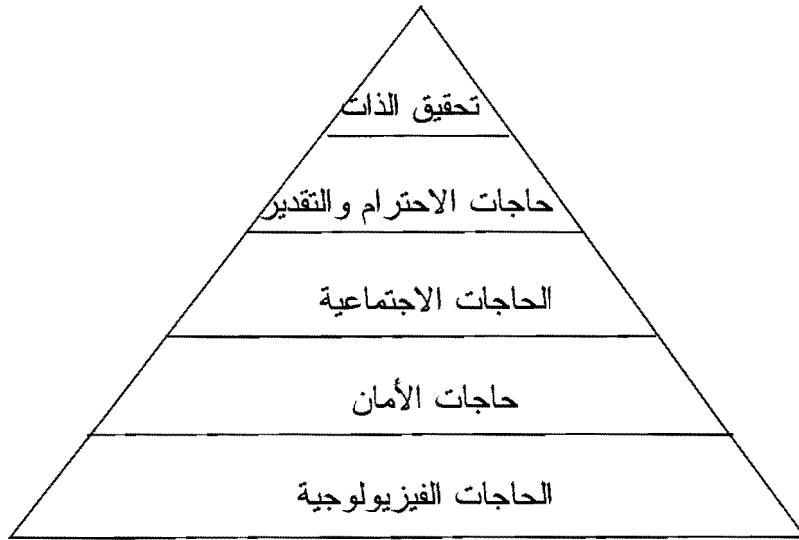 تحقيق الذات
حاجات الاحترام والتقدير
الحاجات الاجتماعية
حاجات الأمان
الحاجات الفيزيولوجية